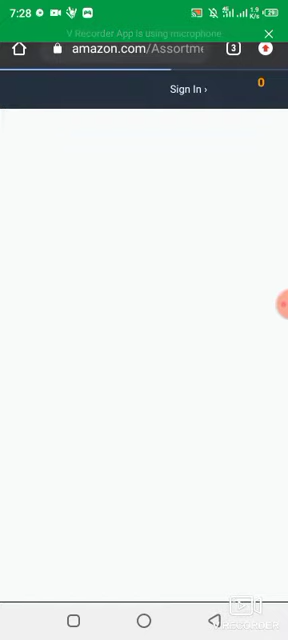 7:28
V Recorder App is using microphone
amazon.com/Assortme
3
Sign In ›
0